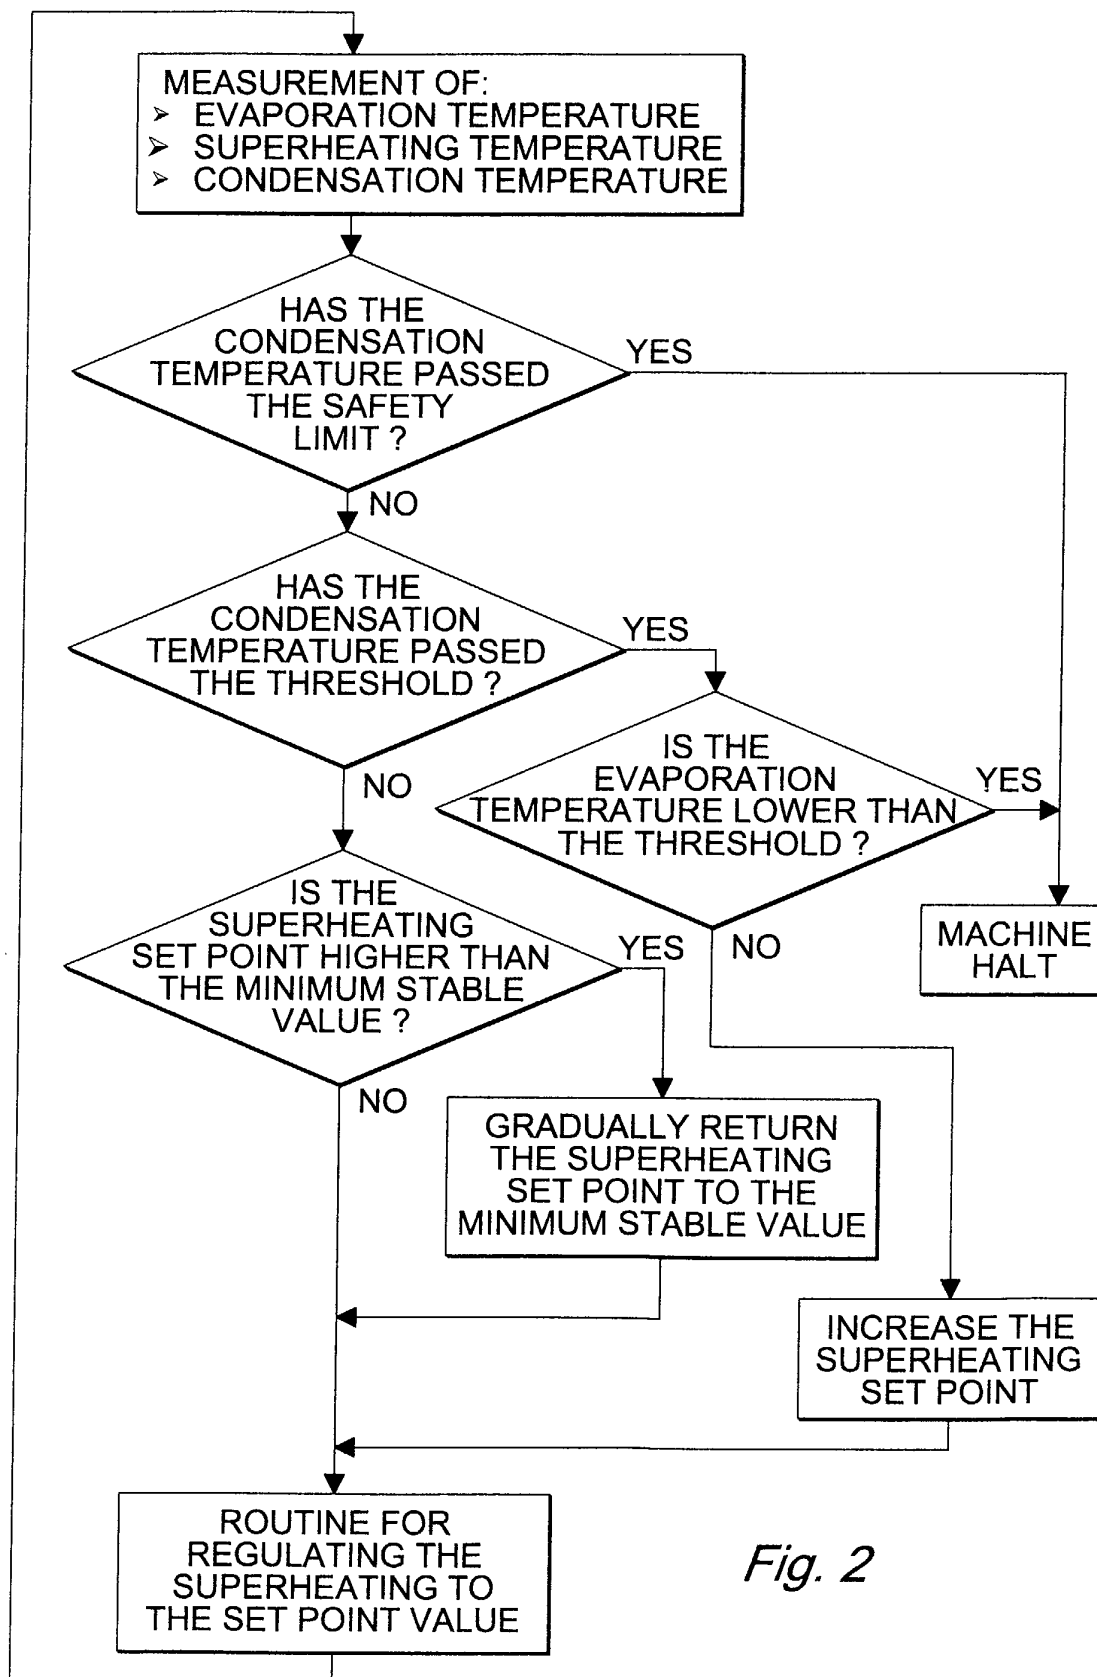 MEASUREMENT OF:
➢ EVAPORATION TEMPERATURE
➢ SUPERHEATING TEMPERATURE
➢ CONDENSATION TEMPERATURE
HAS THE
CONDENSATION
TEMPERATURE PASSED
THE SAFETY
LIMIT ?
YES
NO
HAS THE
CONDENSATION
TEMPERATURE PASSED
THE THRESHOLD ?
YES
NO
IS THE
EVAPORATION
TEMPERATURE LOWER THAN
THE THRESHOLD ?
YES
NO
MACHINE
HALT
IS THE
SUPERHEATING
SET POINT HIGHER THAN
THE MINIMUM STABLE
VALUE ?
YES
NO
GRADUALLY RETURN
THE SUPERHEATING
SET POINT TO THE
MINIMUM STABLE VALUE
INCREASE THE
SUPERHEATING
SET POINT
ROUTINE FOR
REGULATING THE
SUPERHEATING TO
THE SET POINT VALUE
Fig. 2